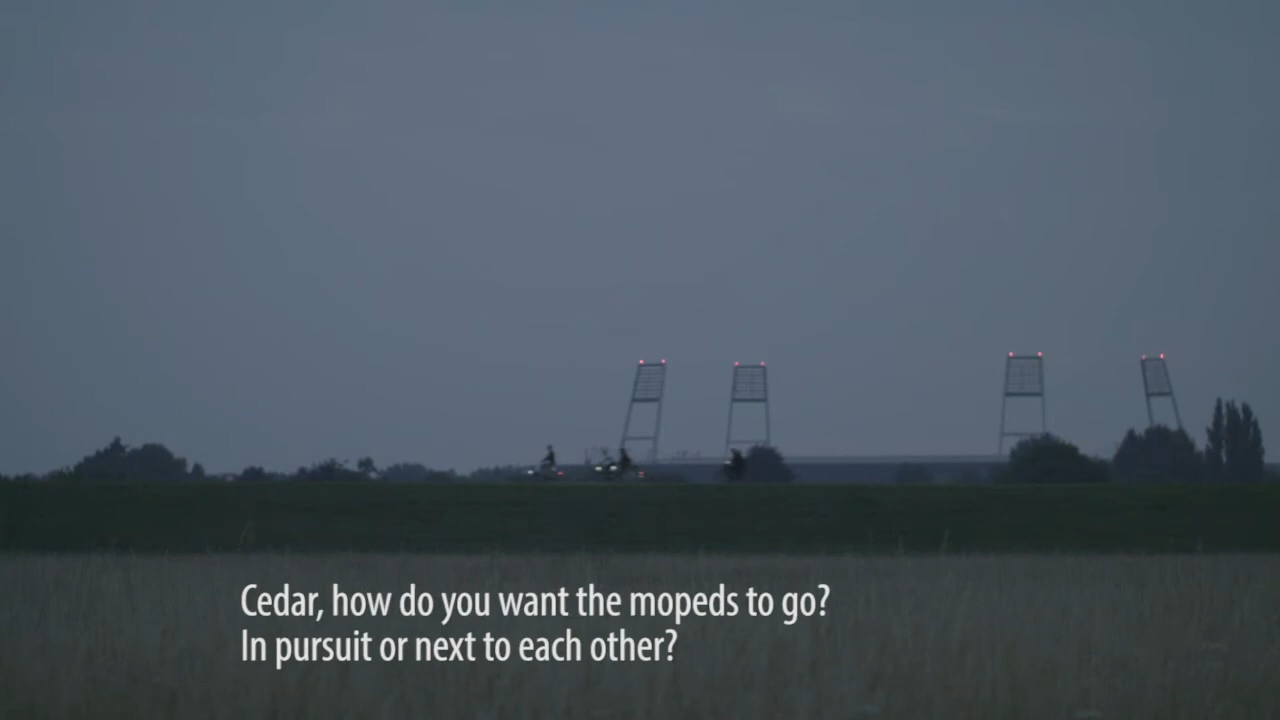 Cedar, how do you want the mopeds to go?
In pursuit or next to each other?